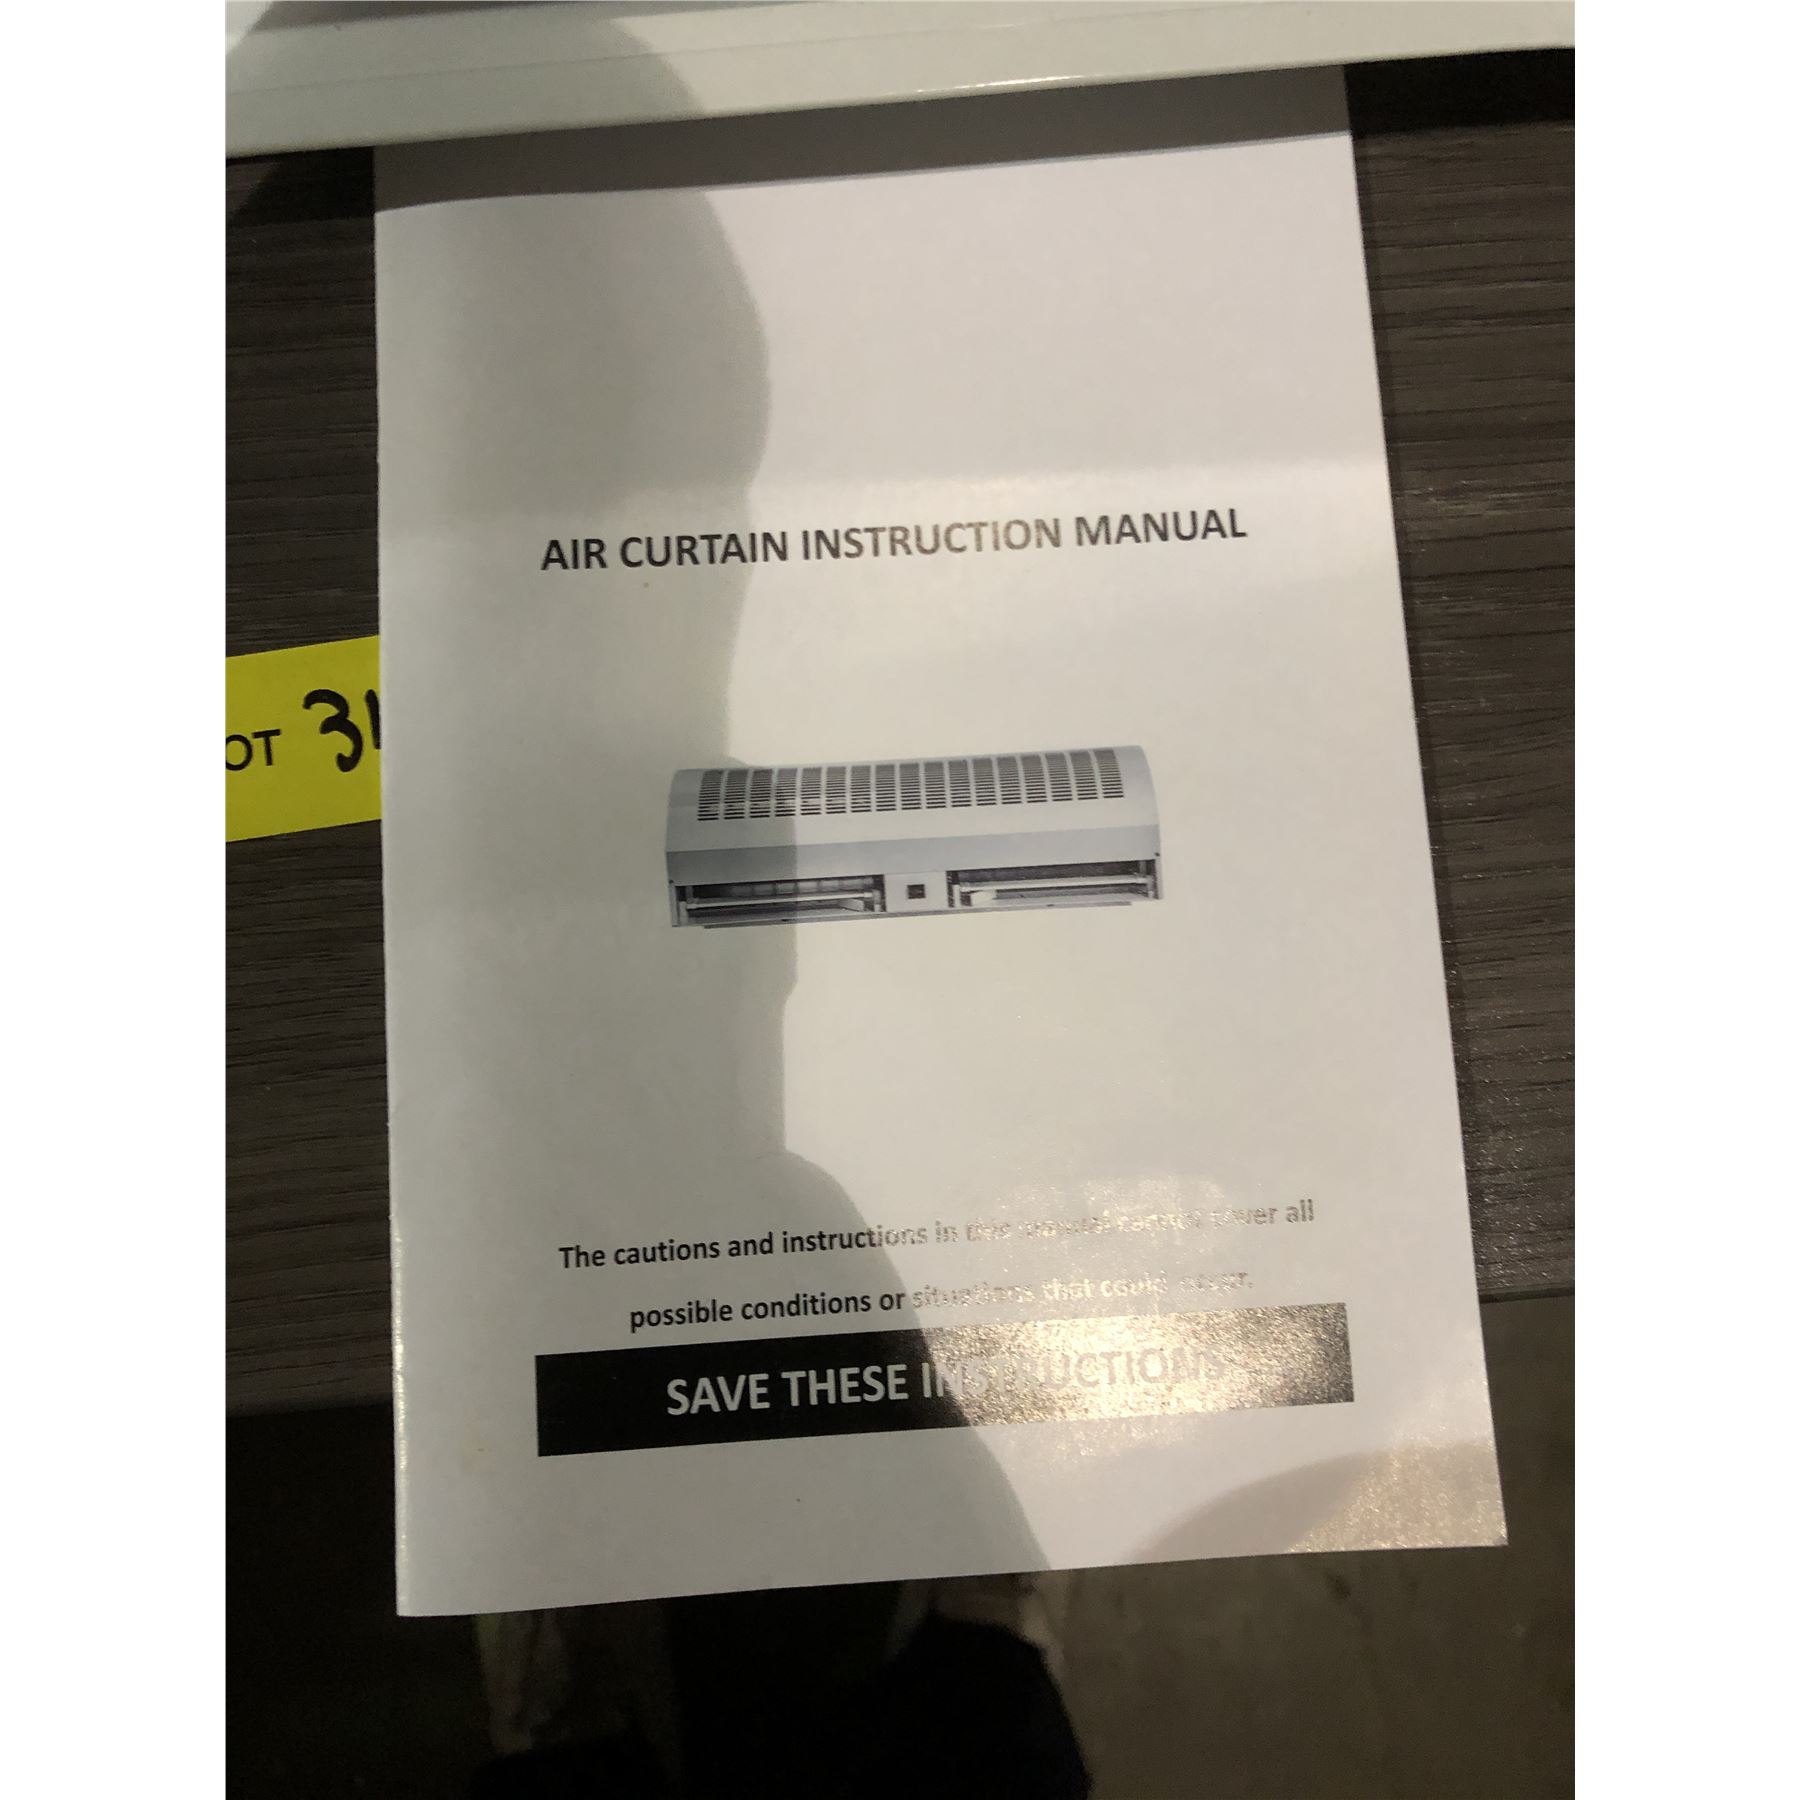 AIR CURTAIN INSTRUCTION MANUAL
OT 31
The cautions and instructions in this manual cannot cover all
possible conditions or situations that could occur.
SAVE THESE INSTRUCTIONS